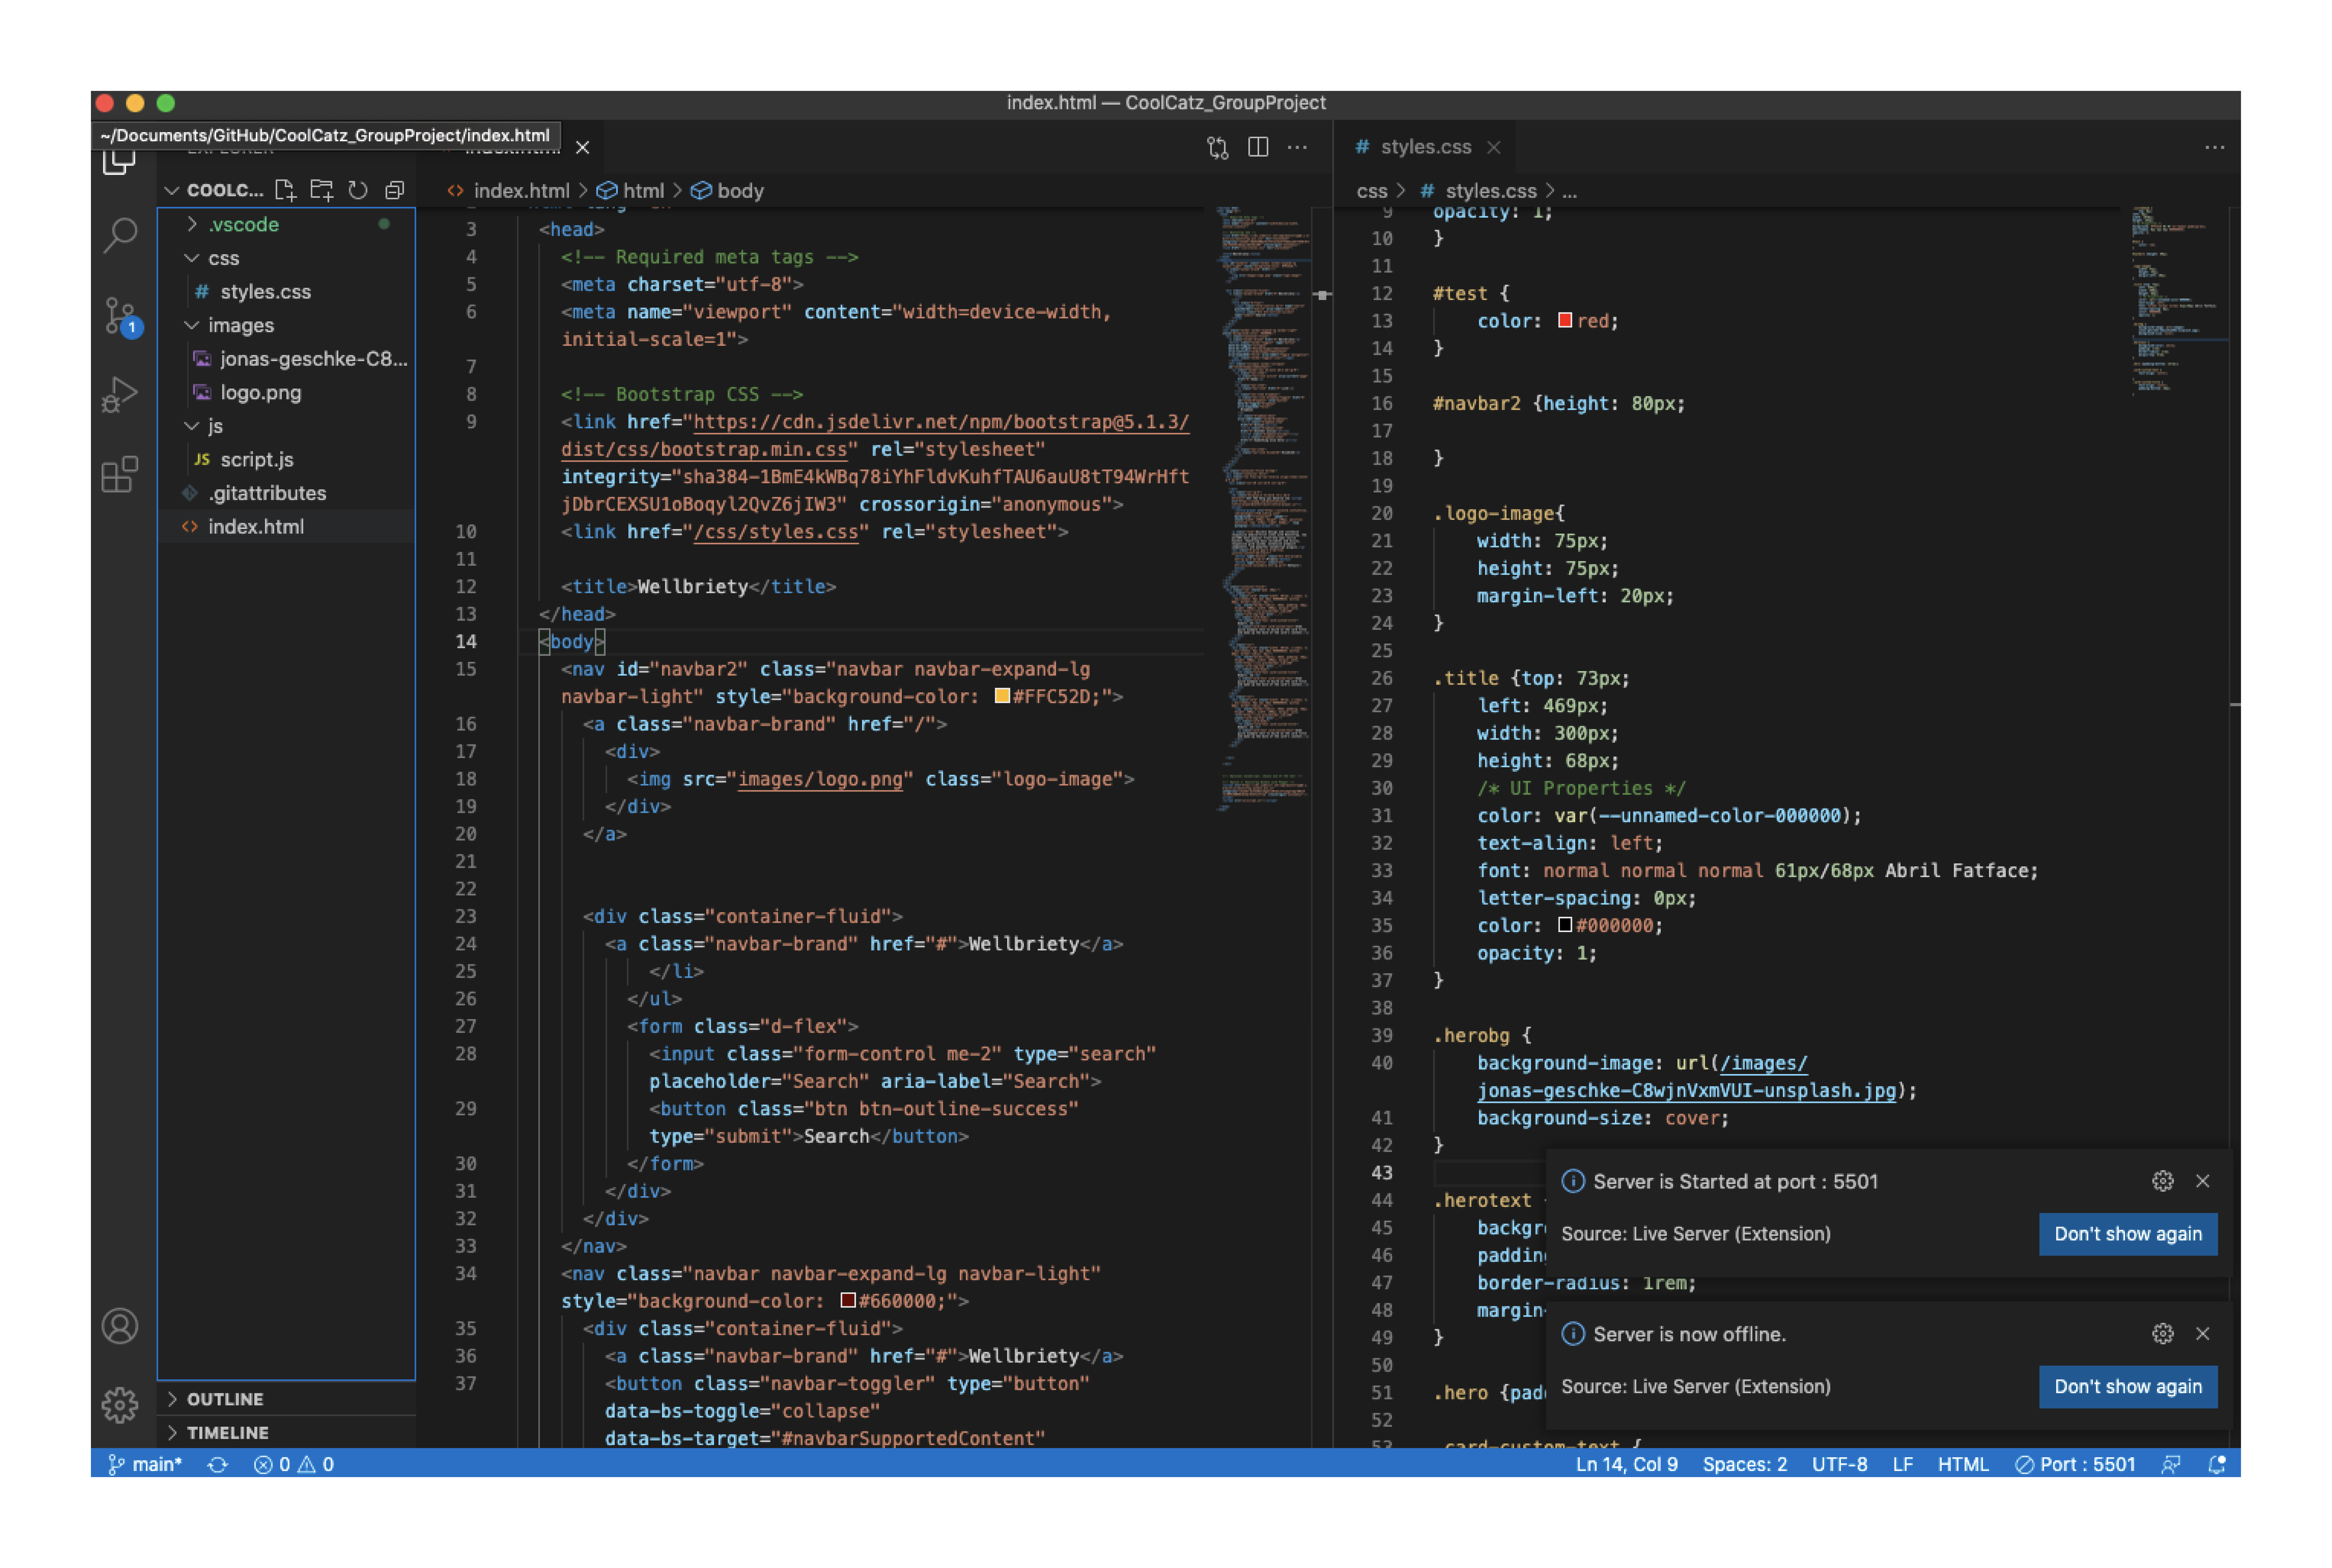 index.html — CoolCatz_GroupProject
~/Documents/GitHub/CoolCatz_GroupProject/index.html
COOLC...
.vscode
css
# styles.css
images
jonas-geschke-C8...
logo.png
js
JS script.js
.gitattributes
<> index.html
OUTLINE
TIMELINE
1
<> index.html > html > body
3 <head>
4 <!-- Required meta tags -->
5 <meta charset="utf-8">
6 <meta name="viewport" content="width=device-width,
initial-scale=1">
7
8 <!-- Bootstrap CSS -->
9 <link href="https://cdn.jsdelivr.net/npm/bootstrap@5.1.3/
dist/css/bootstrap.min.css" rel="stylesheet"
integrity="sha384-1BmE4kWBq78iYhFldvKuhfTAU6auU8tT94WrHft
jDbrCEXSU1oBoqyl2QvZ6jIW3" crossorigin="anonymous">
10 <link href="/css/styles.css" rel="stylesheet">
11
12 <title>Wellbriety</title>
13 </head>
14 <body>
15 <nav id="navbar2" class="navbar navbar-expand-lg
navbar-light" style="background-color: #FFC52D;">
16 <a class="navbar-brand" href="/">
17 <div>
18 <img src="images/logo.png" class="logo-image">
19 </div>
20 </a>
21
22
23 <div class="container-fluid">
24 <a class="navbar-brand" href="#">Wellbriety</a>
25 </li>
26 </ul>
27 <form class="d-flex">
28 <input class="form-control me-2" type="search"
placeholder="Search" aria-label="Search">
29 <button class="btn btn-outline-success"
type="submit">Search</button>
30 </form>
31 </div>
32 </div>
33 </nav>
34 <nav class="navbar navbar-expand-lg navbar-light"
style="background-color: #660000;">
35 <div class="container-fluid">
36 <a class="navbar-brand" href="#">Wellbriety</a>
37 <button class="navbar-toggler" type="button"
data-bs-toggle="collapse"
data-bs-target="#navbarSupportedContent"
# styles.css
css > # styles.css > ...
9 opacity: 1;
10 }
11
12 #test {
13 color: red;
14 }
15
16 #navbar2 {height: 80px;
17
18 }
19
20 .logo-image{
21 width: 75px;
22 height: 75px;
23 margin-left: 20px;
24 }
25
26 .title {top: 73px;
27 left: 469px;
28 width: 300px;
29 height: 68px;
30 /* UI Properties */
31 color: var(--unnamed-color-000000);
32 text-align: left;
33 font: normal normal normal 61px/68px Abril Fatface;
34 letter-spacing: 0px;
35 color: #000000;
36 opacity: 1;
37 }
38
39 .herobg {
40 background-image: url(/images/
jonas-geschke-C8wjnVxmVUI-unsplash.jpg);
41 background-size: cover;
42 }
43
44 .herotext
45 backgr
46 padding
47 border-radius: 1rem;
48 margin-
49 }
50
51 .hero {pad
52
53 .card-custom-text {
Server is Started at port : 5501
Source: Live Server (Extension)
Don't show again
Server is now offline.
Source: Live Server (Extension)
Don't show again
main* 0 0
Ln 14, Col 9 Spaces: 2 UTF-8 LF HTML Port : 5501